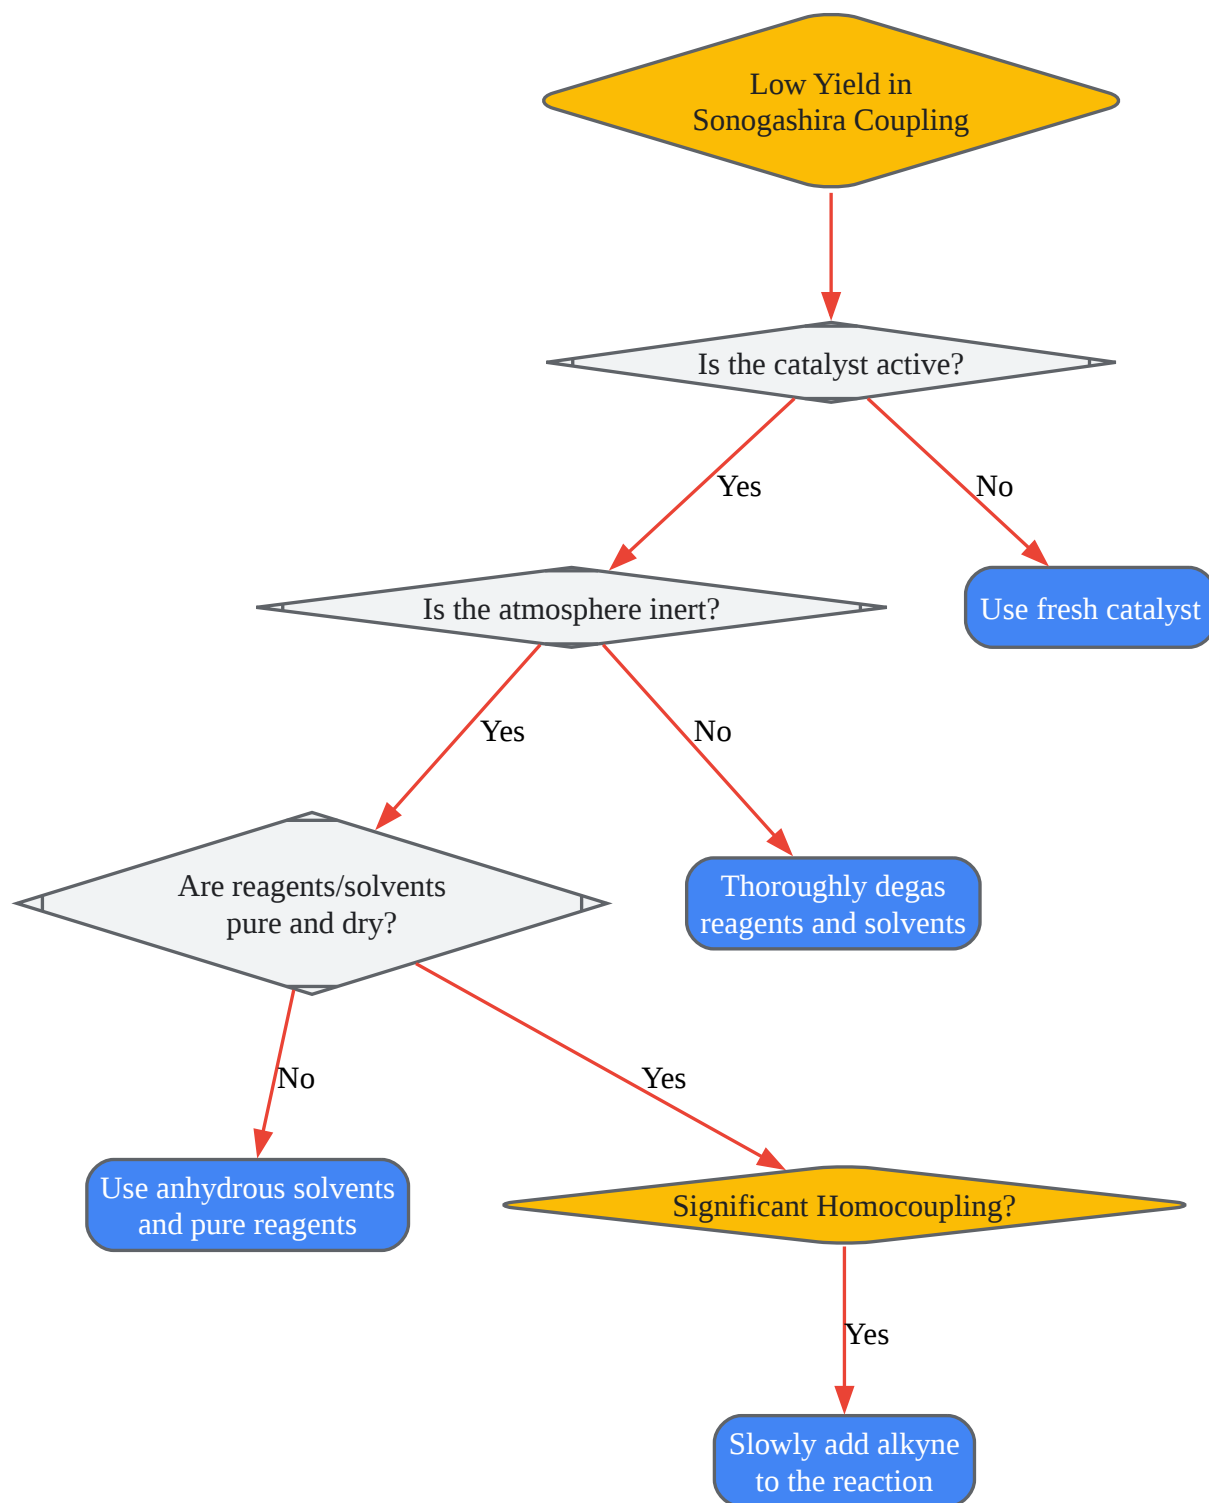 Low Yield in
Sonogashira Coupling
Is the catalyst active?
Yes
No
Is the atmosphere inert?
Use fresh catalyst
Yes
No
Are reagents/solvents
pure and dry?
Thoroughly degas
reagents and solvents
No
Yes
Use anhydrous solvents
and pure reagents
Significant Homocoupling?
Yes
Slowly add alkyne
to the reaction